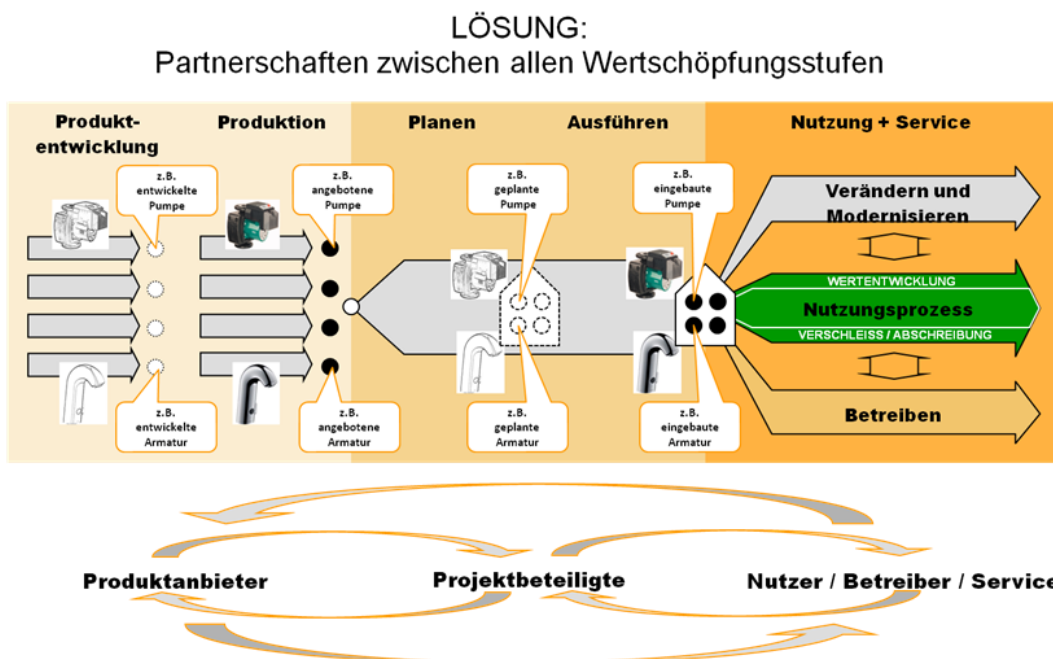 LÖSUNG:
Partnerschaften zwischen allen Wertschöpfungsstufen
Produkt-
entwicklung
Produktion
Planen
Ausführen
Nutzung + Service
z.B.
entwickelte
Pumpe
z.B.
angebotene
Pumpe
z.B.
geplante
Pumpe
z.B.
eingebaute
Pumpe
Verändern und
Modernisieren
WERTENTWICKLUNG
Nutzungsprozess
VERSCHLEISS / ABSCHREIBUNG
Betreiben
z.B.
entwickelte
Armatur
z.B.
angebotene
Armatur
z.B.
geplante
Armatur
z.B.
eingebaute
Armatur
Produktanbieter
Projektbeteiligte
Nutzer / Betreiber / Service